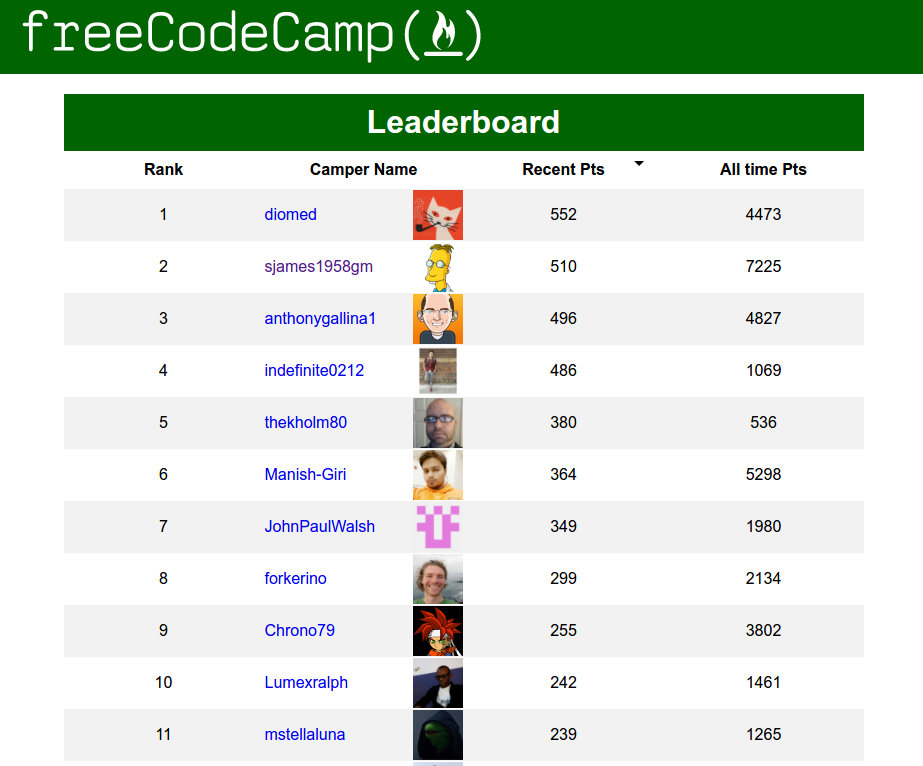 freeCodeCamp(🔥)
Leaderboard
Rank Camper Name Recent Pts All time Pts
1 diomed 552 4473
2 sjames1958gm 510 7225
3 anthonygallina1 496 4827
4 indefinite0212 486 1069
5 thekholm80 380 536
6 Manish-Giri 364 5298
7 JohnPaulWalsh 349 1980
8 forkerino 299 2134
9 Chrono79 255 3802
10 Lumexralph 242 1461
11 mstellaluna 239 1265